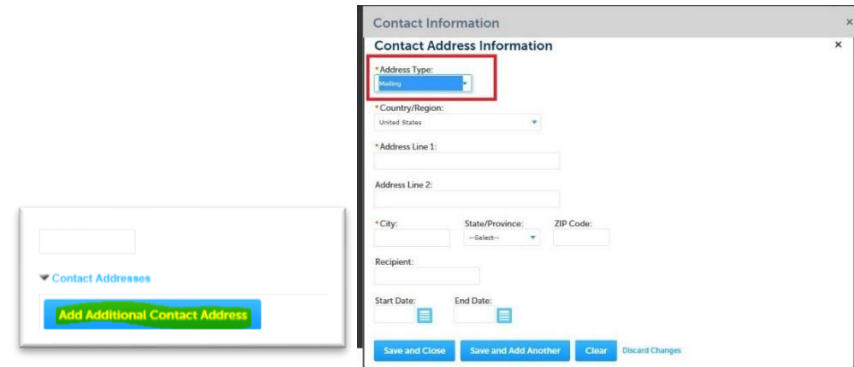 Contact Addresses
Add Additional Contact Address
Contact Information ×
Contact Address Information ×
*Address Type:
Mailing
*Country/Region:
United States
*Address Line 1:
Address Line 2:
*City: State/Province: ZIP Code:
--Select--
Recipient:
Start Date: End Date:
Save and Close Save and Add Another Clear Discard Changes